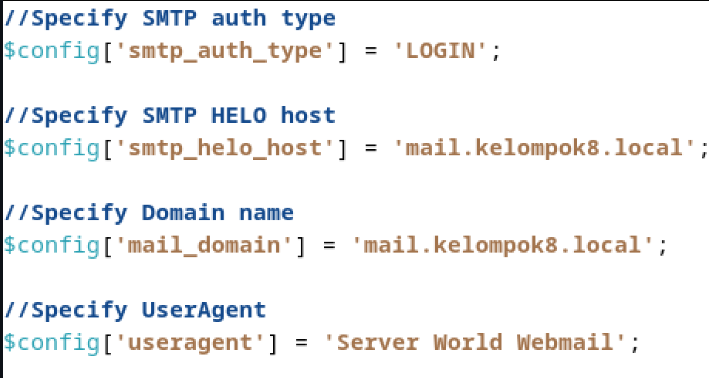 //Specify SMTP auth type
$config['smtp_auth_type'] = 'LOGIN';
//Specify SMTP HELO host
$config['smtp_helo_host'] = 'mail.kelompok8.local';
//Specify Domain name
$config['mail_domain'] = 'mail.kelompok8.local';
//Specify UserAgent
$config['useragent'] = 'Server World Webmail';